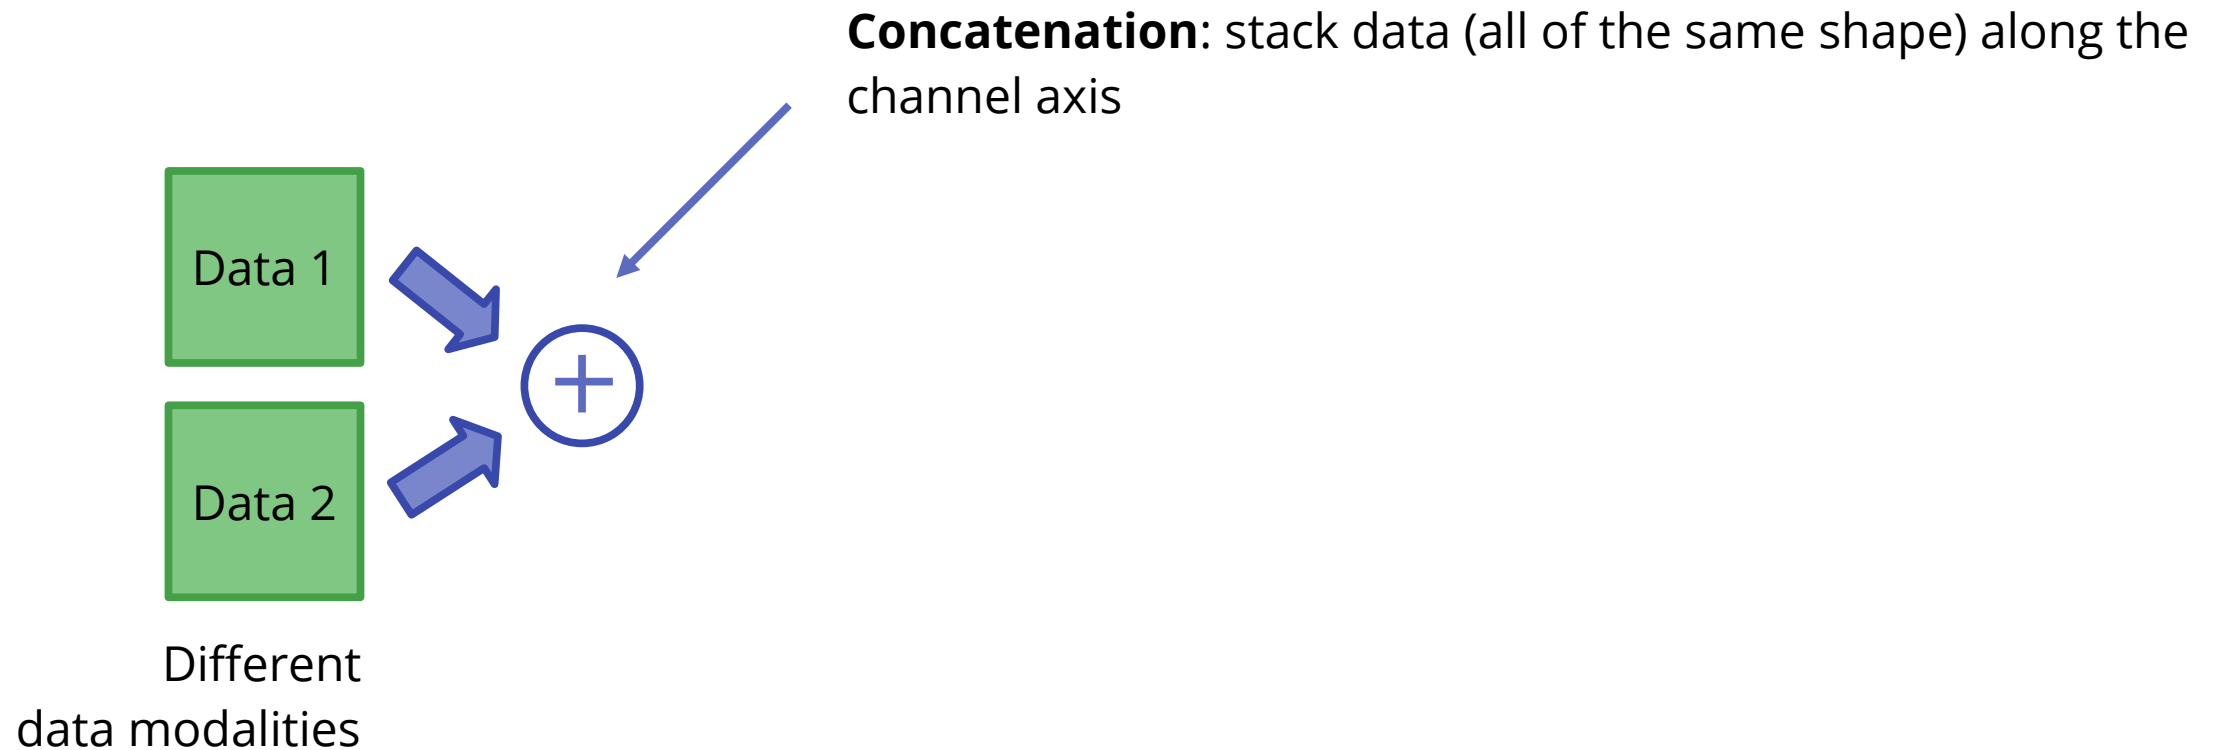 Concatenation: stack data (all of the same shape) along the
channel axis
Data 1
Data 2
Different
data modalities